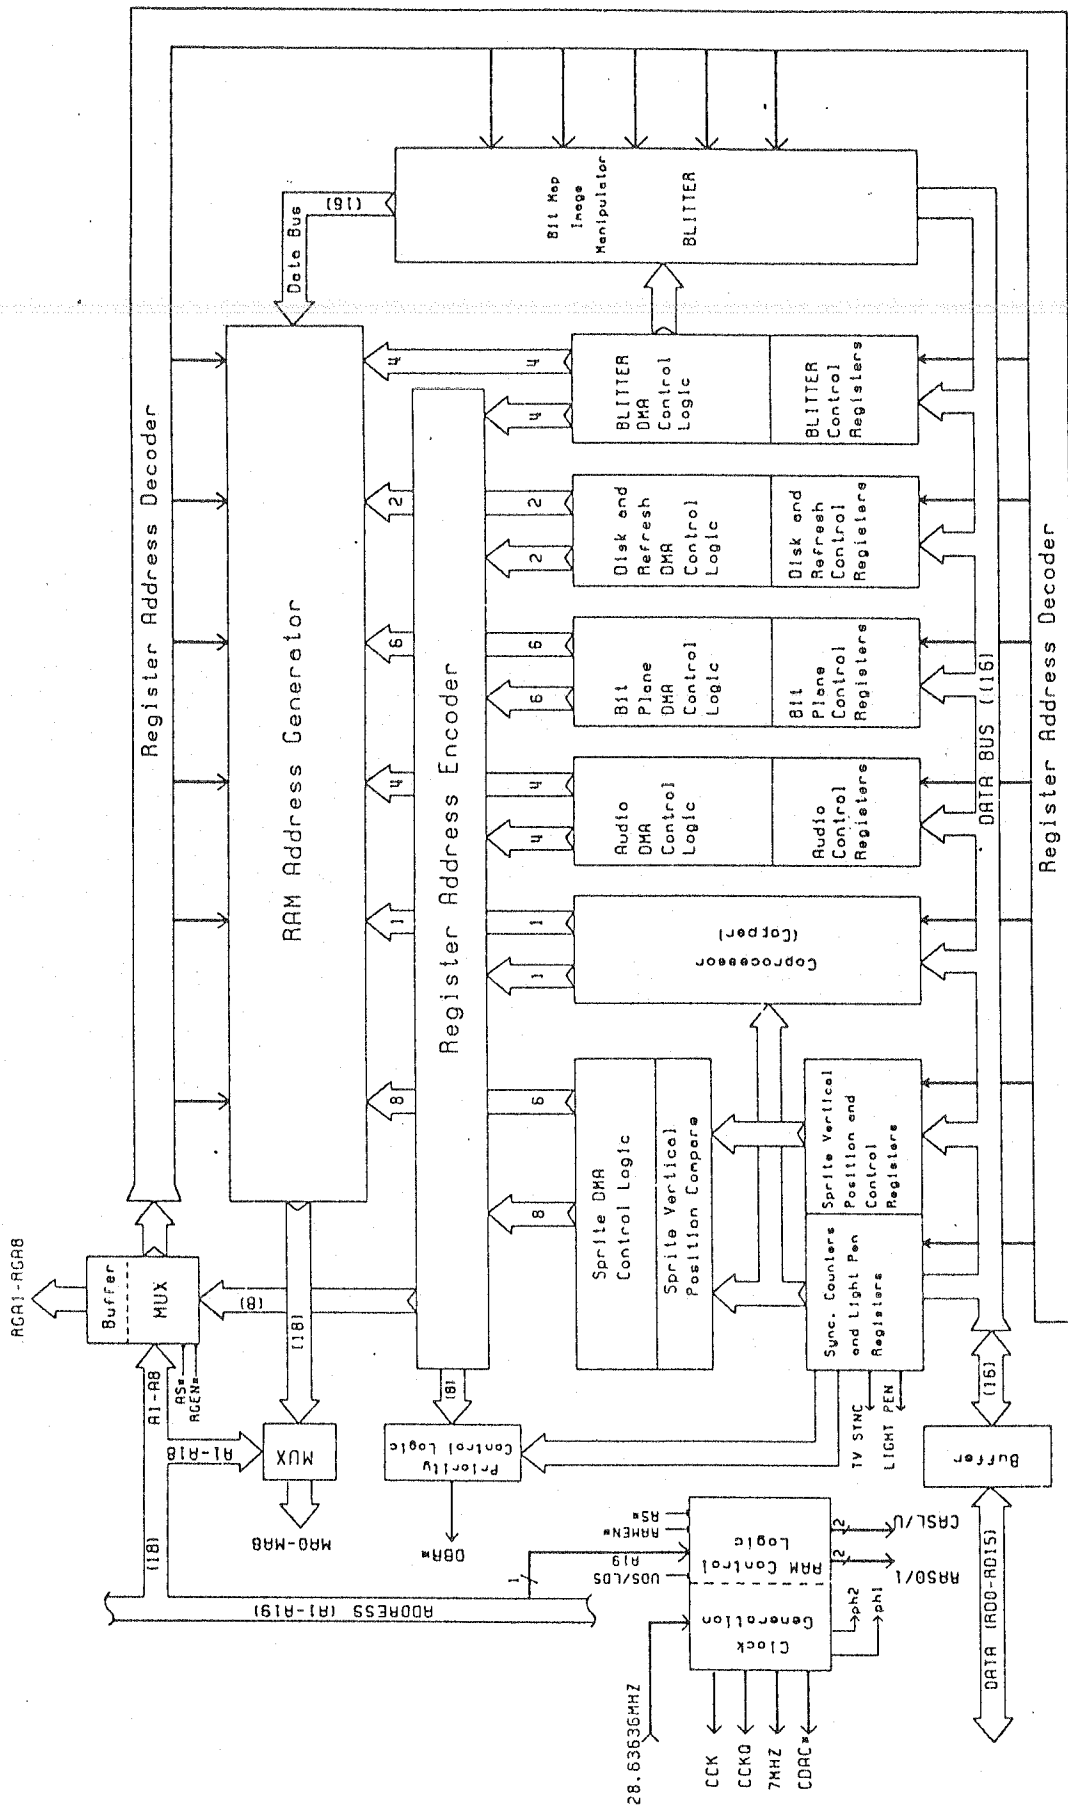 RGA1-RGA8
Buffer
MUX
A1-A8
AS*
RGEN*
(8)
Register Address Decoder
RAM Address Generator
Data Bus
(16)
Bit Map
Image
Manipulator
BLITTER
(18)
A1-A18
MUX
MA0-MA8
(18)
ADDRESS (A1-A19)
Register Address Encoder
8
1
4
6
2
4
(8)
Priority
Control Logic
DBR*
8
6
1
1
4
4
6
6
2
2
4
4
Sprite DMA
Control Logic
Sprite Vertical
Position Compare
Coprocessor
(Copper)
Audio
DMA
Control
Logic
Audio
Control
Registers
Bit
Plane
DMA
Control
Logic
Bit
Plane
Control
Registers
Disk and
Refresh
DMA
Control
Logic
Disk and
Refresh
Control
Registers
BLITTER
DMA
Control
Logic
BLITTER
Control
Registers
Sync. Counters
and Light Pen
Registers
Sprite Vertical
Position and
Control
Registers
TV SYNC
LIGHT PEN
28.63636MHZ
1
UDS/LDS
A19
RAMEN*
AS*
Clock
Generation
RAM Control
Logic
CCK
CCKQ
7MHZ
CDAC*
ph2
ph1
2
2
RAS0/1
CASL/U
DATA (RD0-RD15)
Buffer
(16)
DATA BUS ((16)
Register Address Decoder